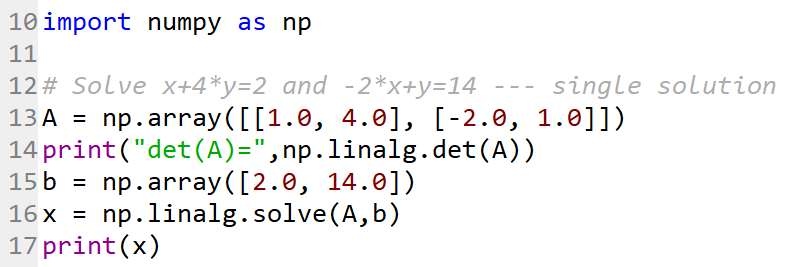 10 import numpy as np
11
12 # Solve x+4*y=2 and -2*x+y=14 --- single solution
13 A = np.array([[1.0, 4.0], [-2.0, 1.0]])
14 print("det(A)=",np.linalg.det(A))
15 b = np.array([2.0, 14.0])
16 x = np.linalg.solve(A,b)
17 print(x)